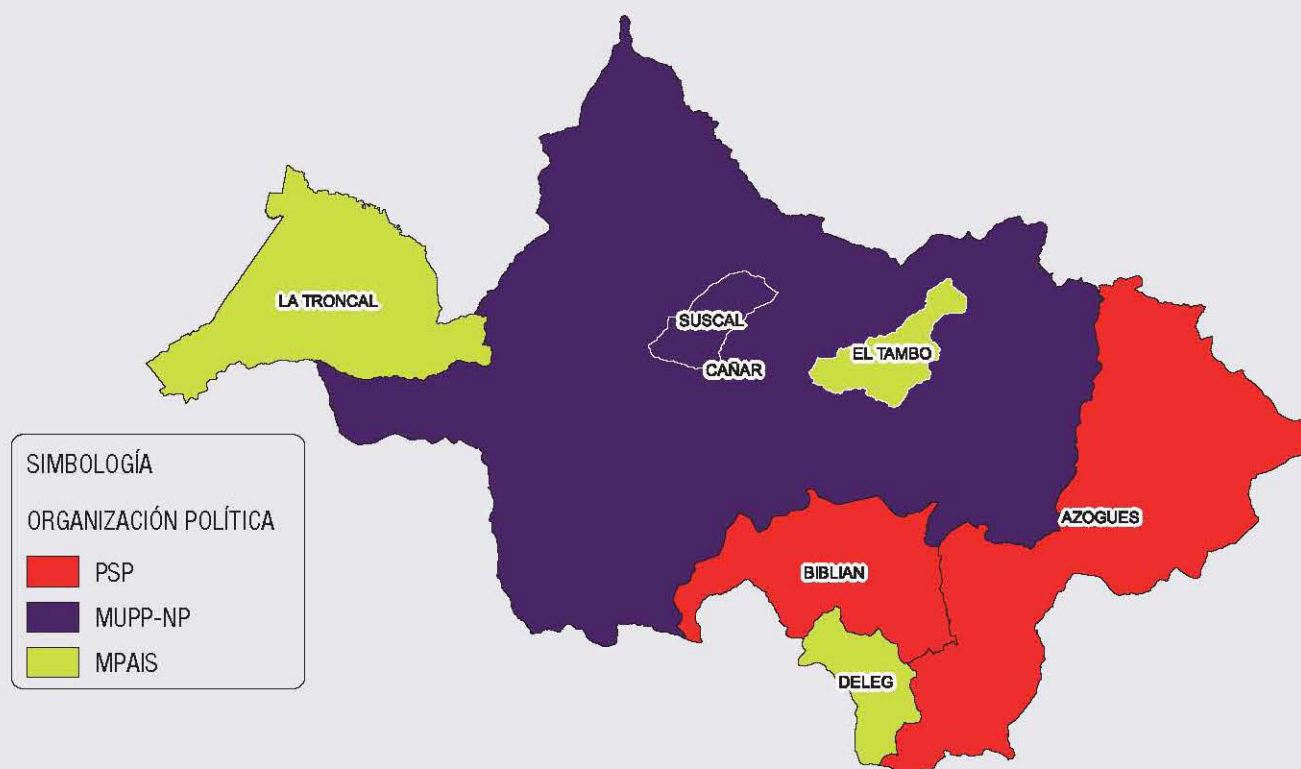 LA TRONCAL
SUSCAL
CAÑAR
EL TAMBO
AZOGUES
BIBLIAN
DELEG
SIMBOLOGÍA
ORGANIZACIÓN POLÍTICA
PSP
MUPP-NP
MPAIS